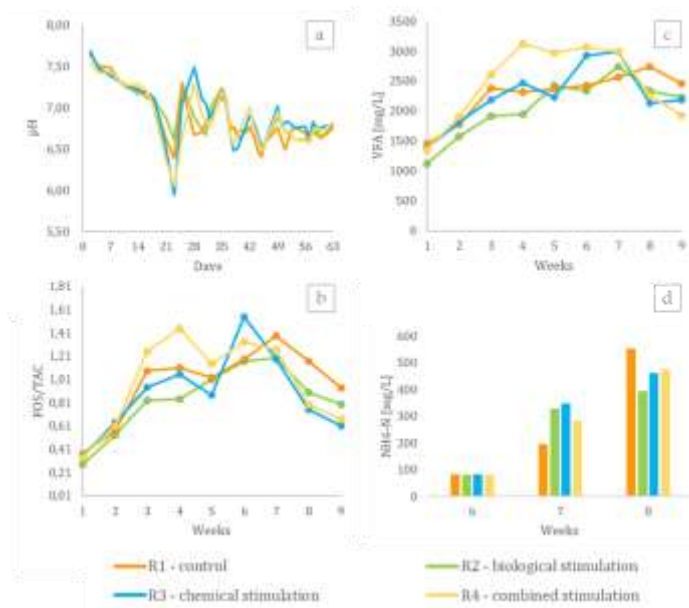 a
8,00
7,50
7,00
6,50
6,00
5,50
pH
0 7 14 21 28 35 42 49 56 63
Days
c
3500
3000
2500
2000
1500
1000
500
0
VFA [mg/L]
1 2 3 4 5 6 7 8 9
Weeks
b
1,81
1,61
1,41
1,21
1,01
0,81
0,61
0,41
0,21
0,01
FOS/TAC
1 2 3 4 5 6 7 8 9
Weeks
d
600
500
400
300
200
100
0
NH4-N [mg/L]
6 7 8
Weeks
R1 - control
R2 - biological stimulation
R3 - chemical stimulation
R4 - combined stimulation